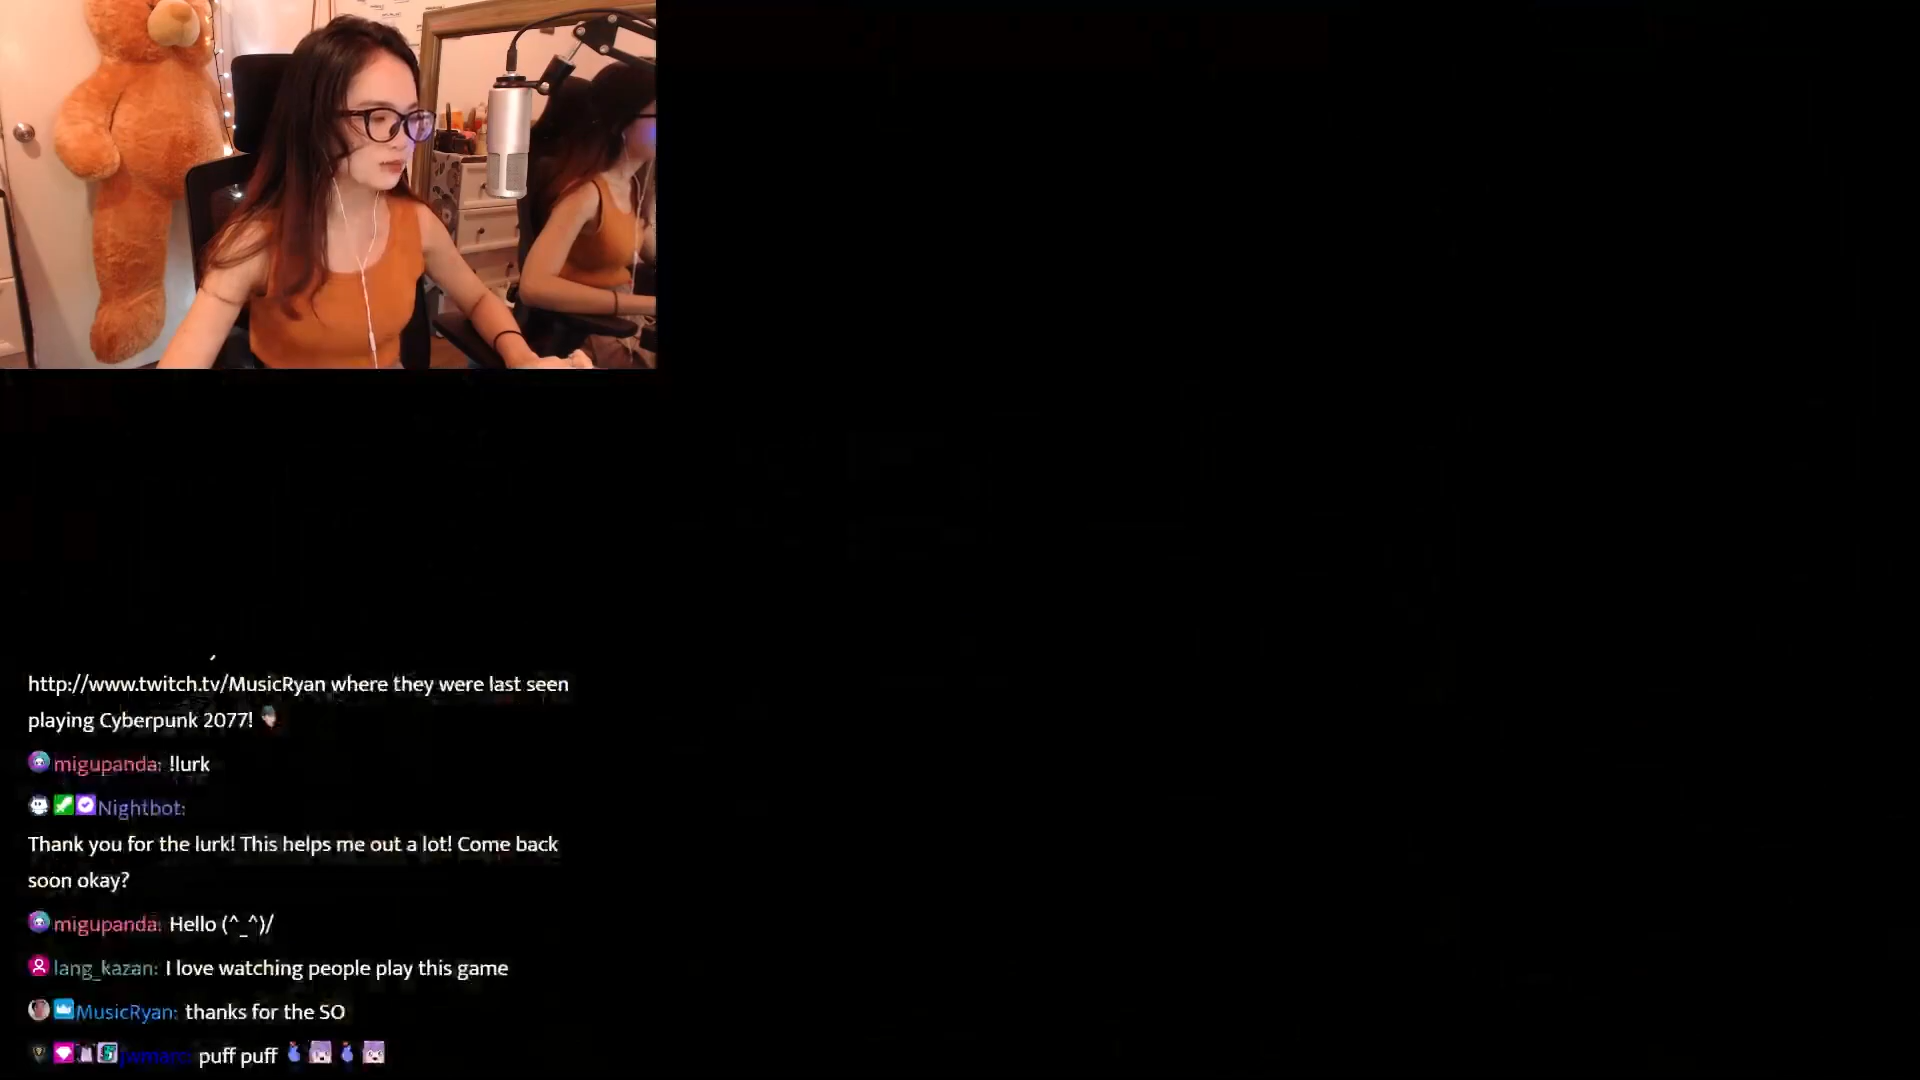 http://www.twitch.tv/MusicRyan where they were last seen
playing Cyberpunk 2077!
migupanda: !lurk
Nightbot:
Thank you for the lurk! This helps me out a lot! Come back
soon okay?
migupanda: Hello (^_^)/
lang_kazan: I love watching people play this game
MusicRyan: thanks for the SO
jwmarc: puff puff